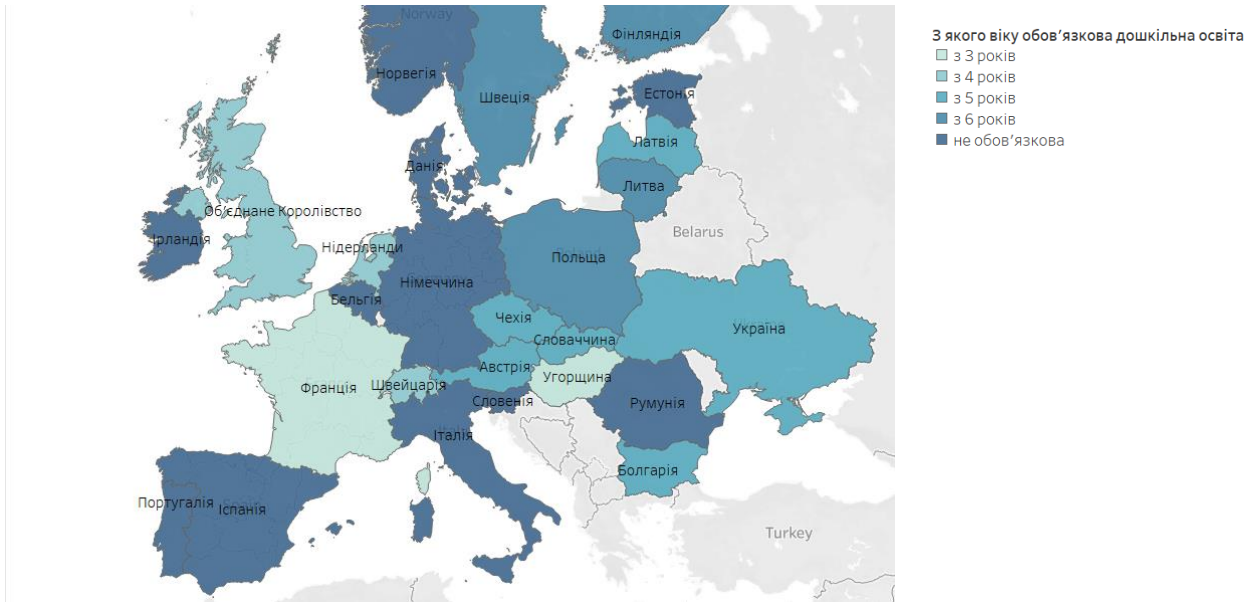 Norway
Фінляндія
Норвегія
Швеція
Естонія
Латвія
Данія
Литва
Об'єднане Королівство
Ірландія
Belarus
Нідерланди
Польща
Німеччина
Бельгія
Чехія
Україна
Словаччина
Австрія
Угорщина
Франція
Швейцарія
Словенія
Румунія
Італія
Болгарія
Португалія
Іспанія
Turkey
З якого віку обов’язкова дошкільна освіта
з 3 років
з 4 років
з 5 років
з 6 років
не обов’язкова